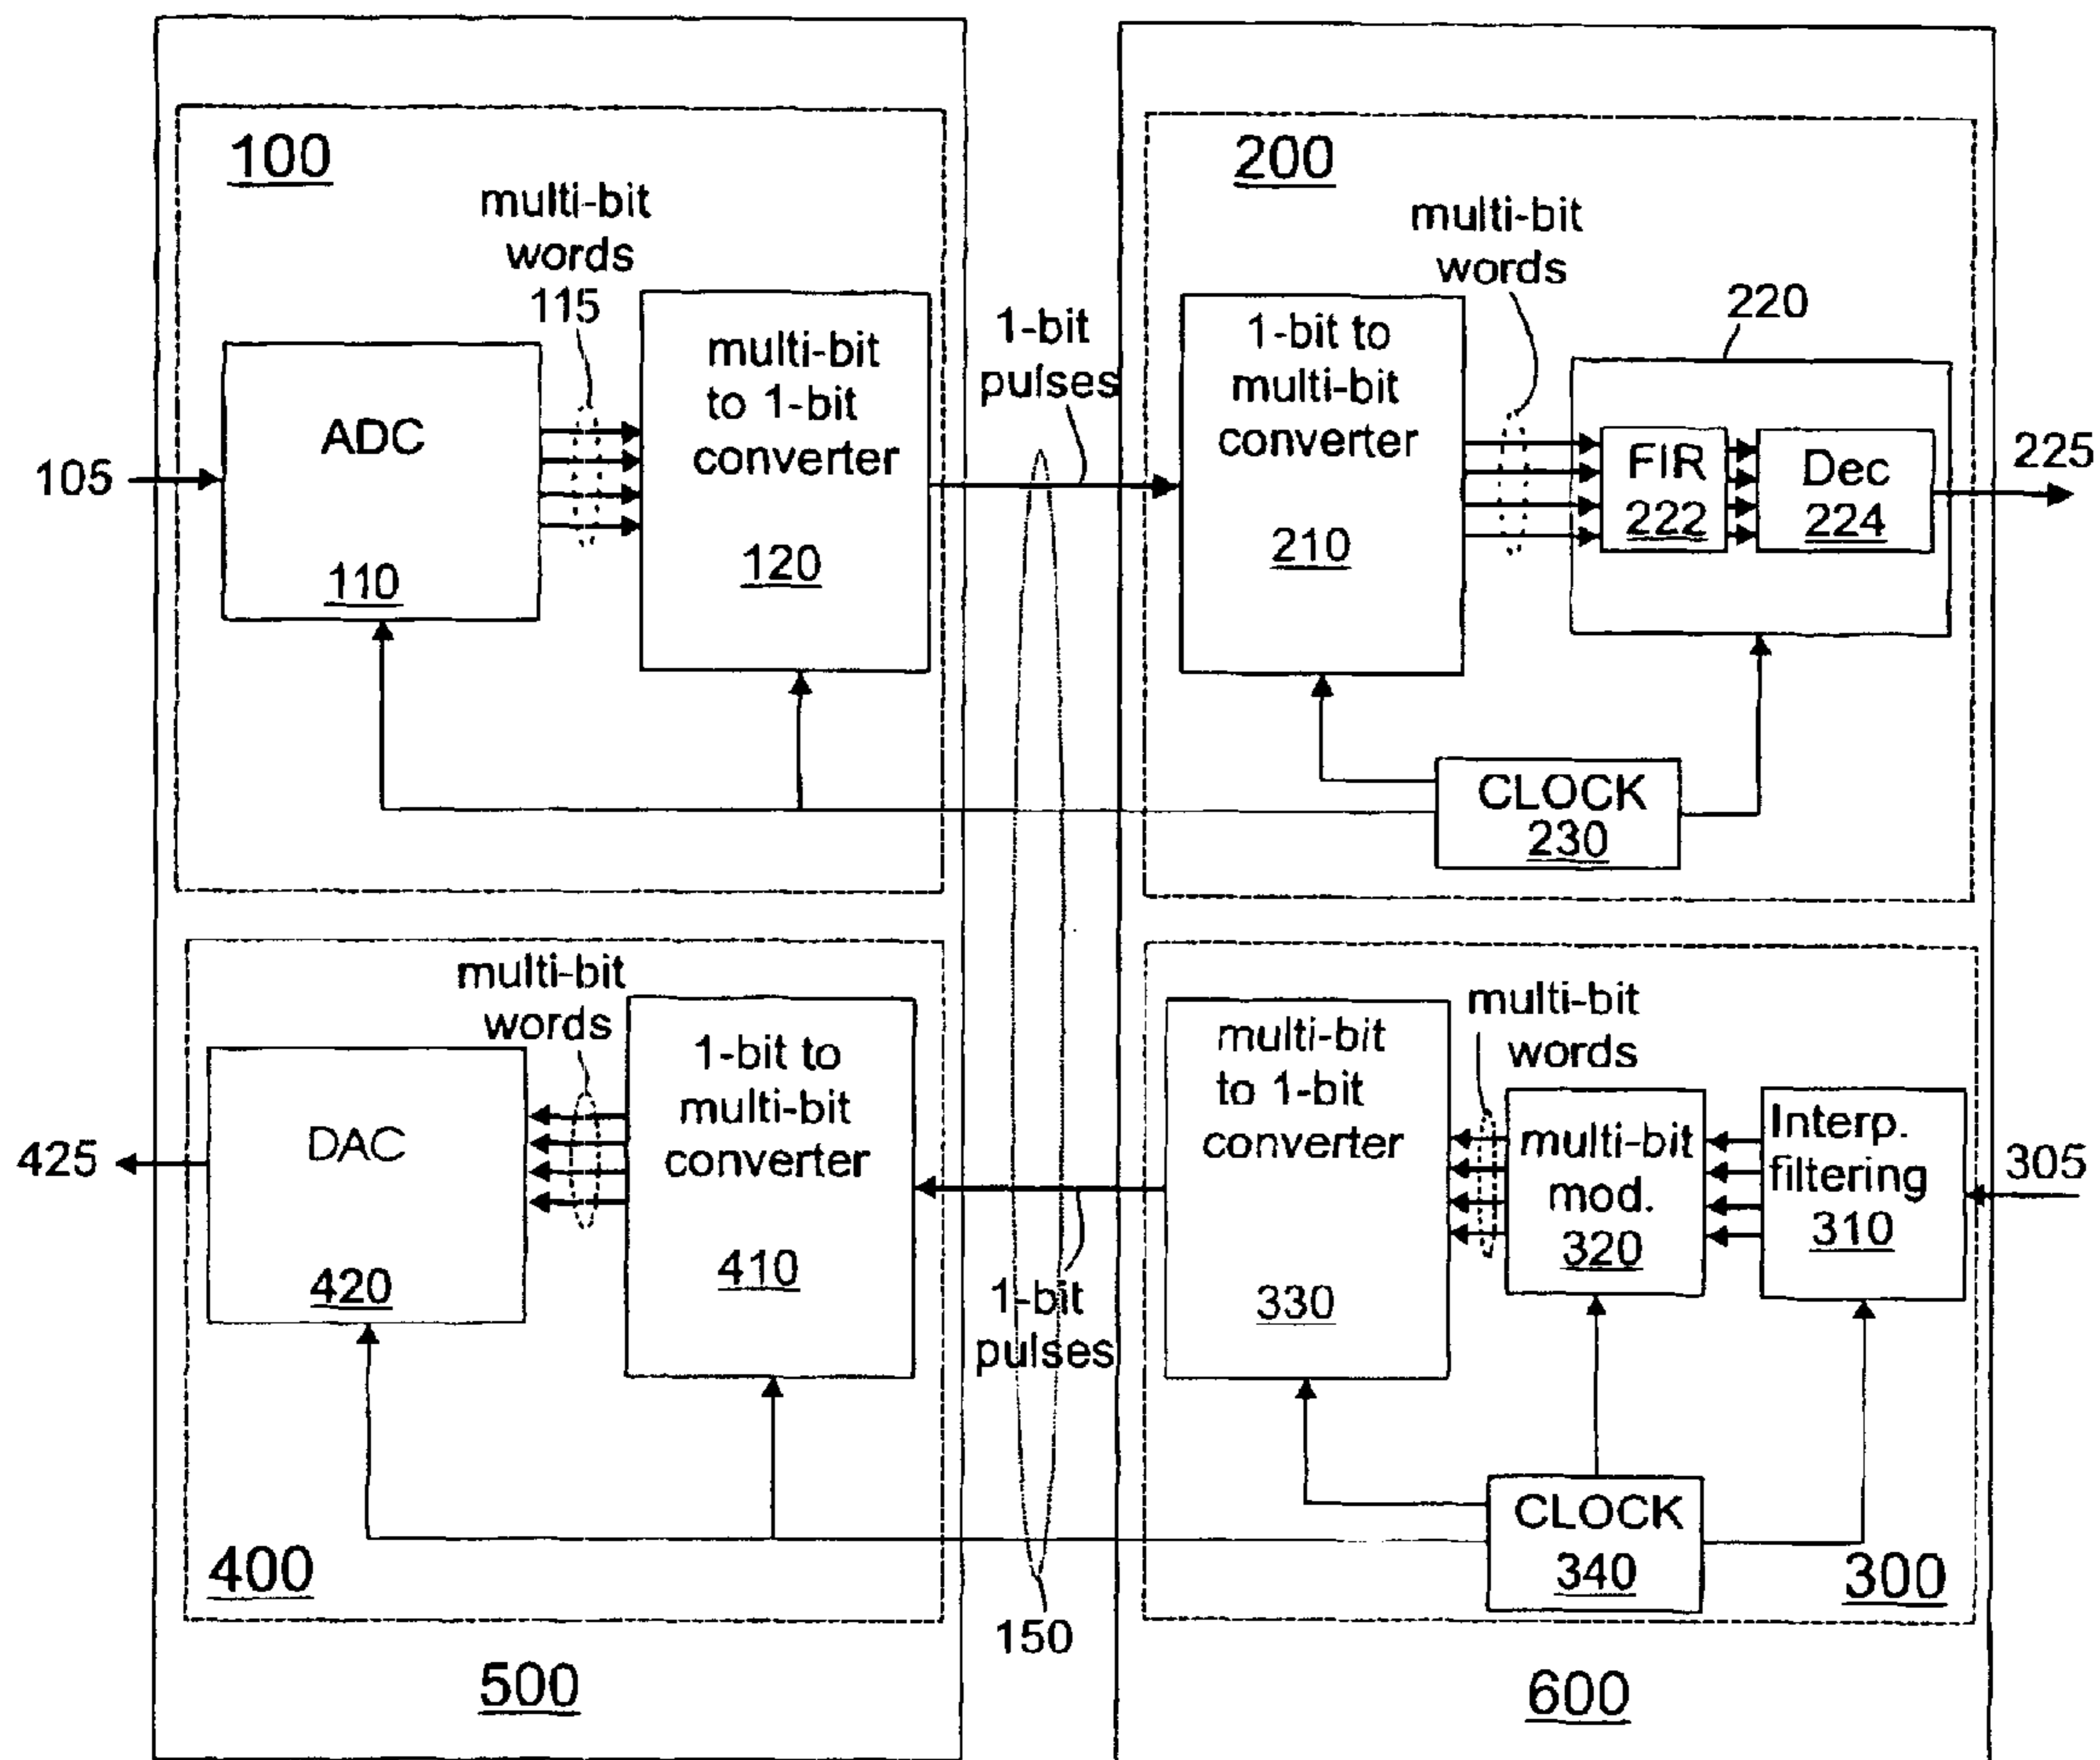 100
multi-bit
words
115
ADC
110
multi-bit
to 1-bit
converter
120
105
1-bit
pulses
200
multi-bit
words
1-bit to
multi-bit
converter
210
220
FIR
222
Dec
224
225
CLOCK
230
multi-bit
words
DAC
420
425
1-bit to
multi-bit
converter
410
400
1-bit
pulses
150
multi-bit
to 1-bit
converter
330
multi-bit
words
multi-bit
mod.
320
Interp.
filtering
310
305
CLOCK
340
300
500
600